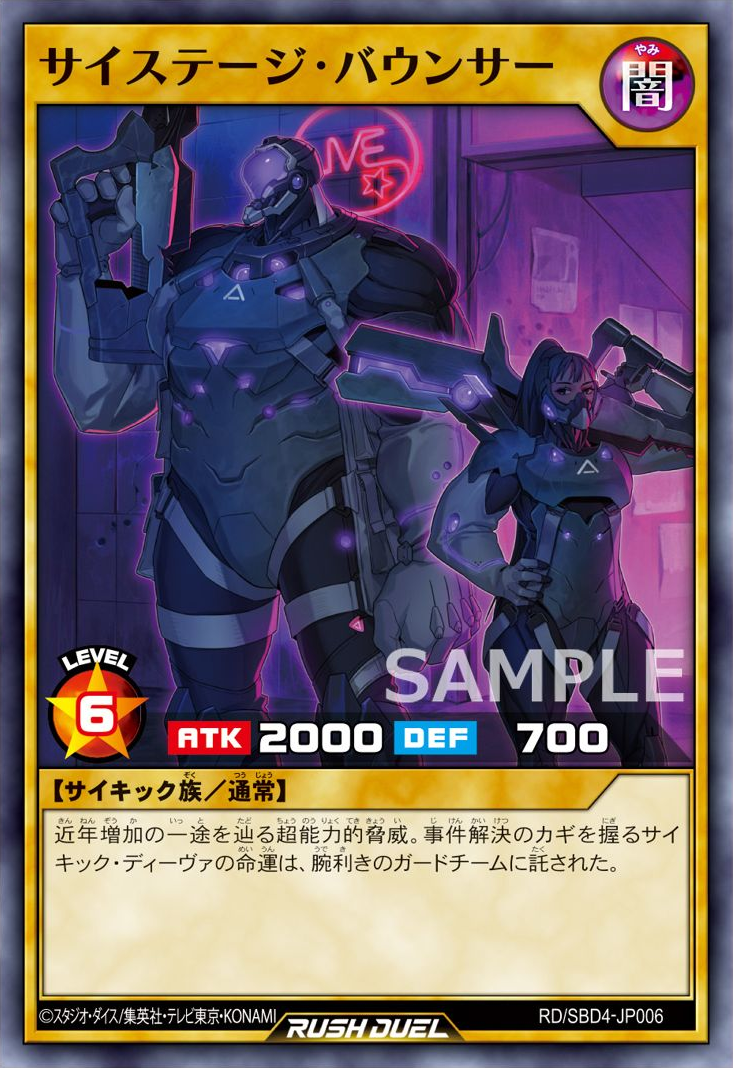 サイステージ・バウンサー
やみ
闇
LIVE
SAMPLE
LEVEL
6
ATK 2000 DEF 700
【サイキック族／通常】
近年増加の一途を辿る超能力的脅威。事件解決のカギを握るサイ
キック・ディーヴァの命運は、腕利きのガードチームに託された。
©スタジオ・ダイス/集英社・テレビ東京・KONAMI
RUSH DUEL
RD/SBD4-JP006